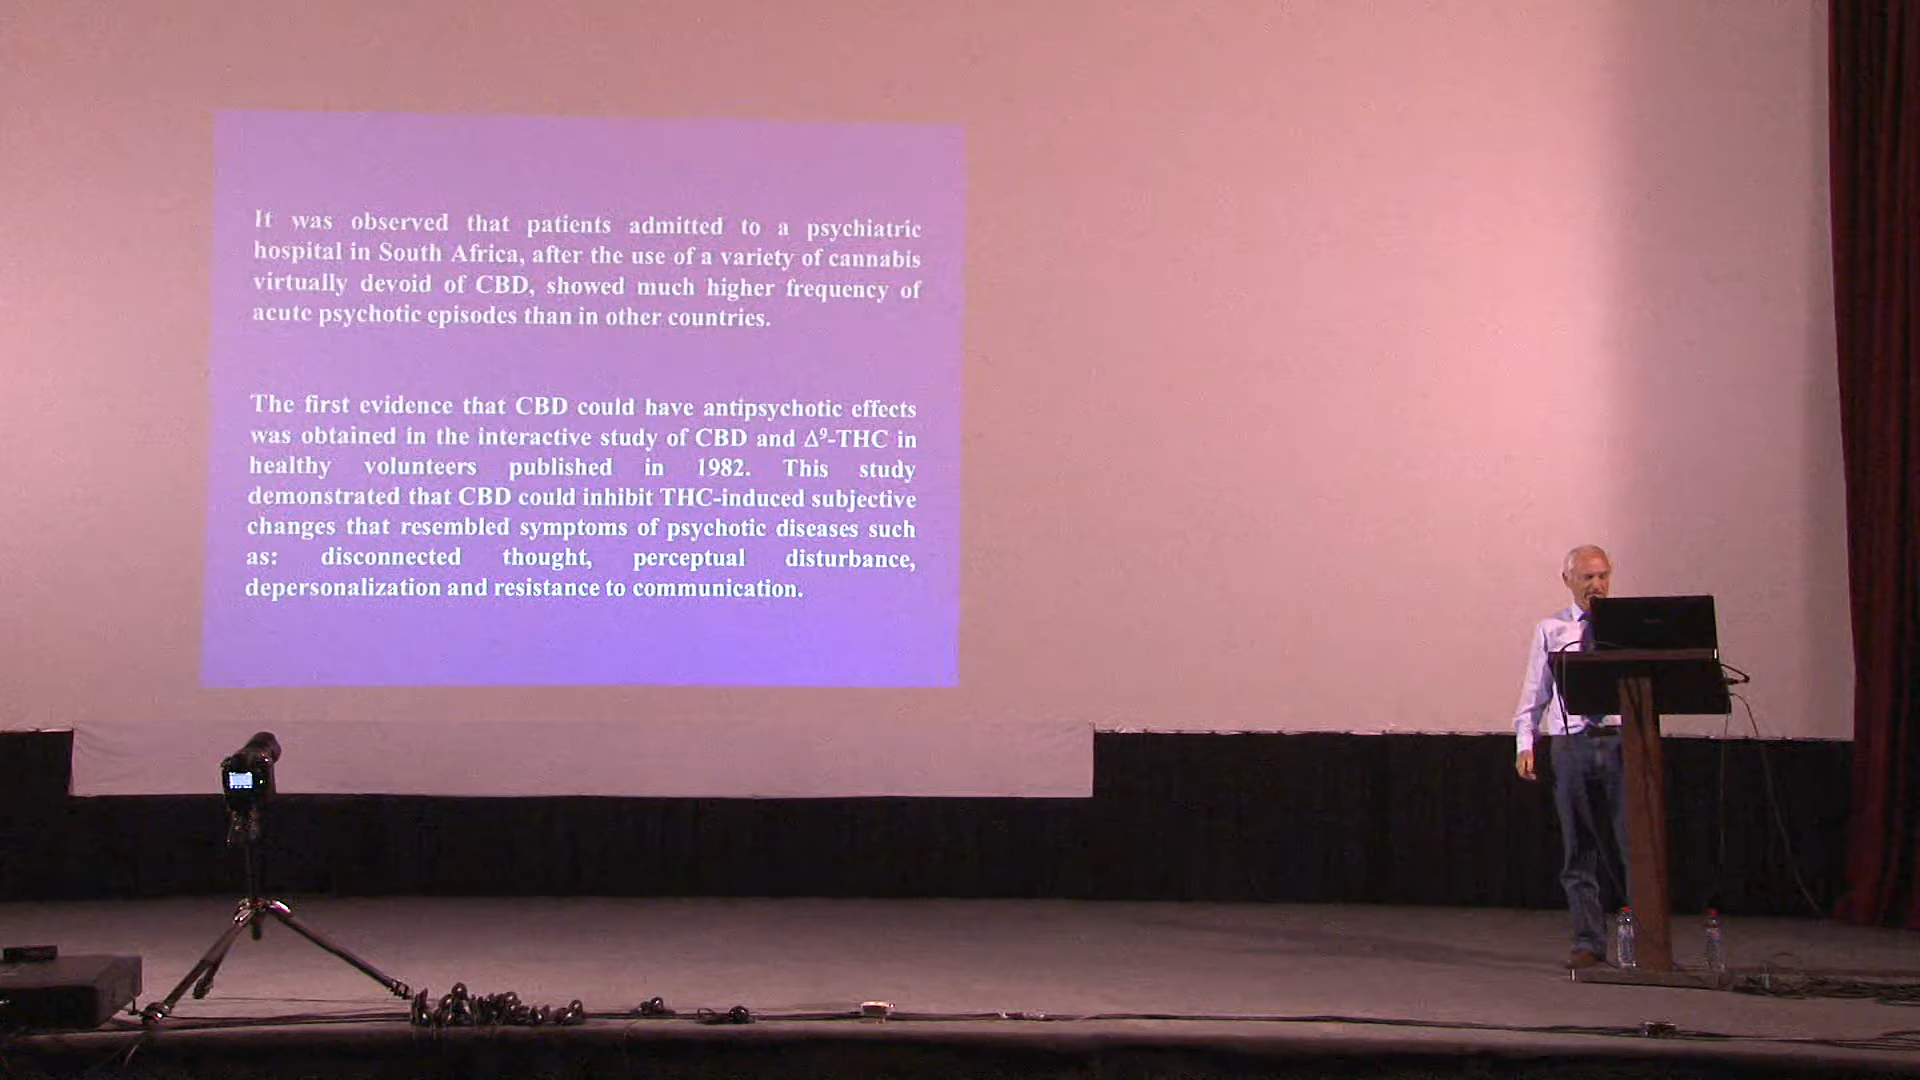 It was observed that patients admitted to a psychiatric
hospital in South Africa, after the use of a variety of cannabis
virtually devoid of CBD, showed much higher frequency of
acute psychotic episodes than in other countries.
The first evidence that CBD could have antipsychotic effects
was obtained in the interactive study of CBD and Δ⁹-THC in
healthy volunteers published in 1982. This study
demonstrated that CBD could inhibit THC-induced subjective
changes that resembled symptoms of psychotic diseases such
as: disconnected thought, perceptual disturbance,
depersonalization and resistance to communication.